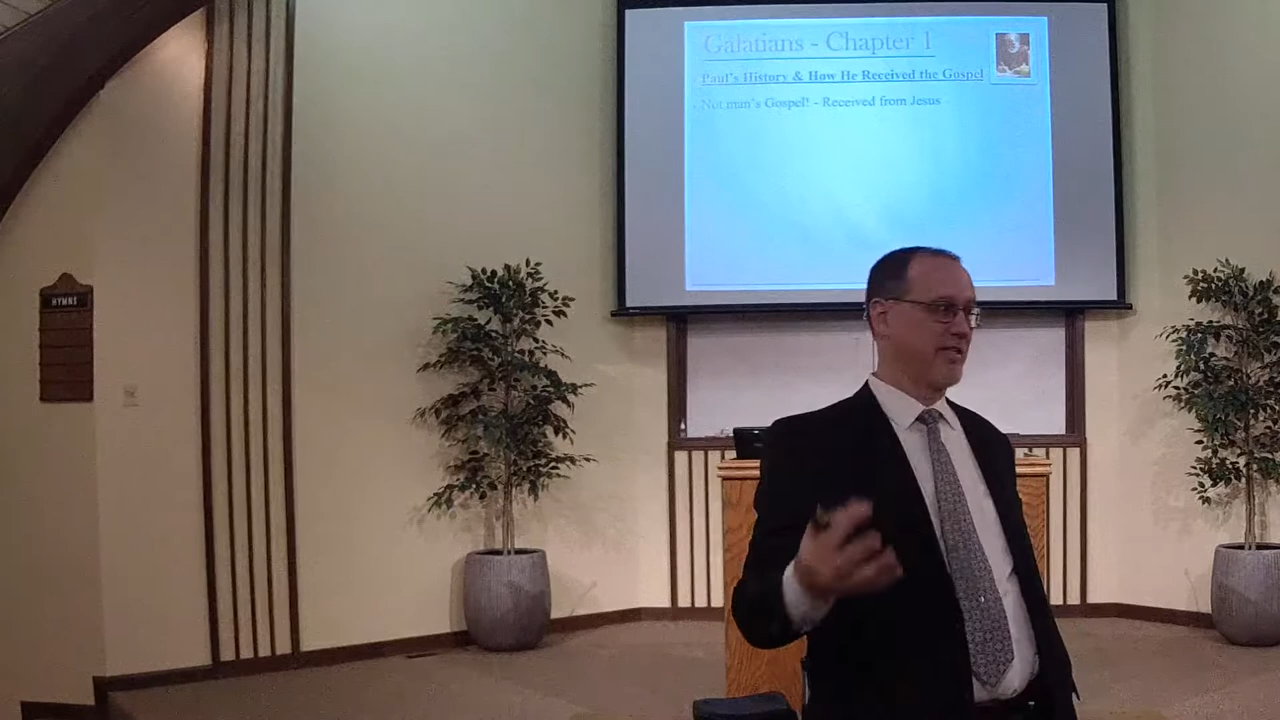 Galatians - Chapter 1
Paul's History & How He Received the Gospel
Not man's Gospel! - Received from Jesus
HYMNS